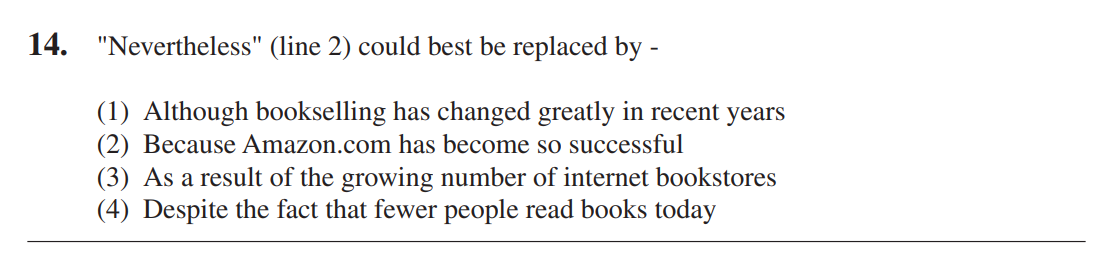 14. "Nevertheless" (line 2) could best be replaced by -
(1) Although bookselling has changed greatly in recent years
(2) Because Amazon.com has become so successful
(3) As a result of the growing number of internet bookstores
(4) Despite the fact that fewer people read books today